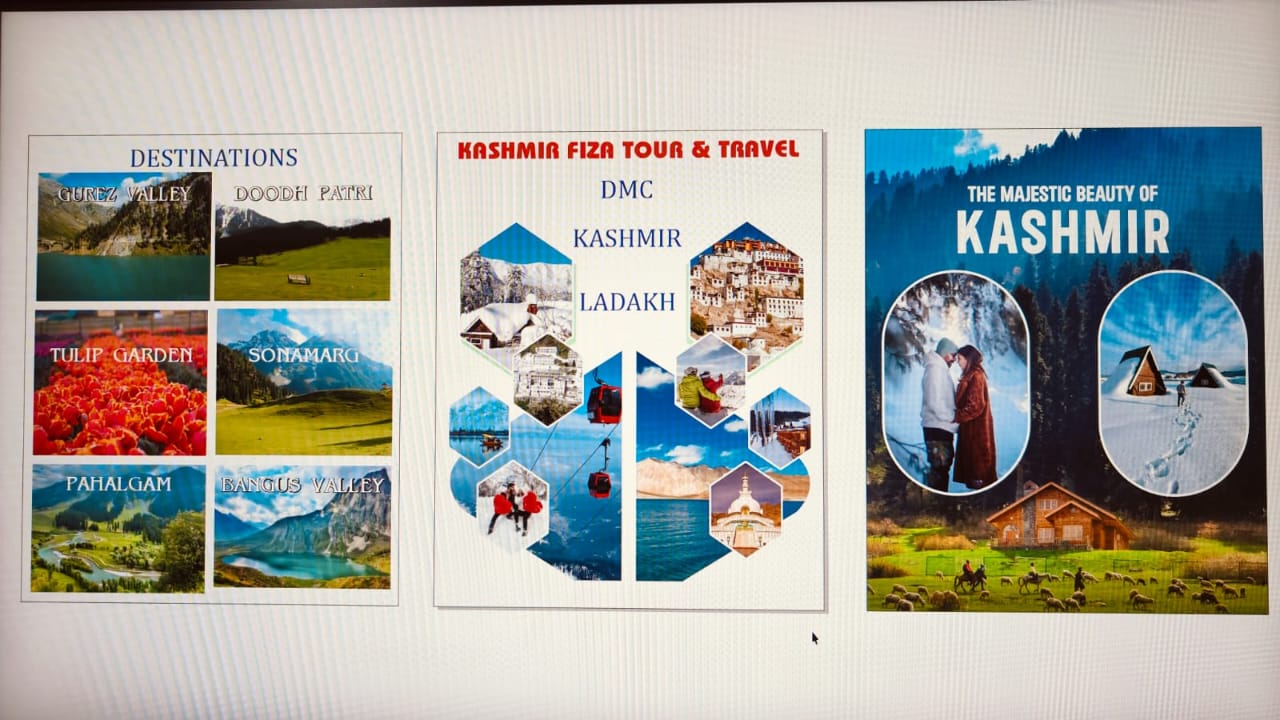 DESTINATIONS
GUREZ VALLEY
DOODH PATRI
TULIP GARDEN
SONAMARG
PAHALGAM
BANGUS VALLEY
KASHMIR FIZA TOUR & TRAVEL
DMC
KASHMIR
LADAKH
THE MAJESTIC BEAUTY OF
KASHMIR